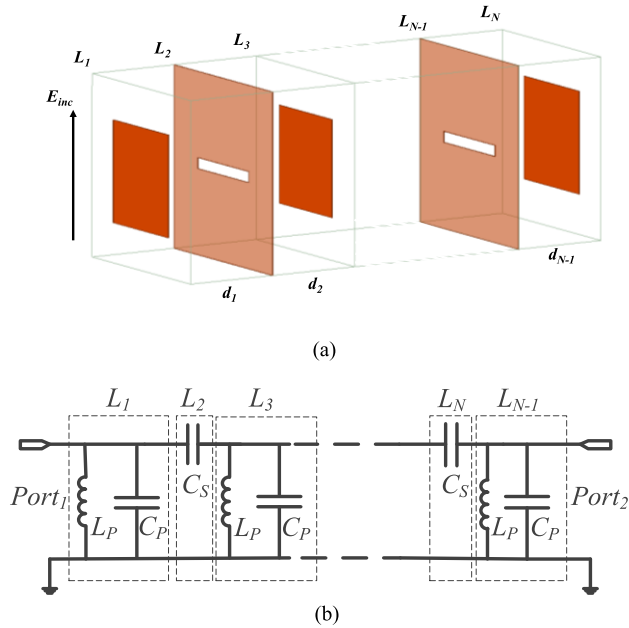 L1 L2 L3 LN-1 LN
Einc
d1 d2 dN-1
(a)
L1 L2 L3 LN LN-1
CS CS
Port1 LP CP LP CP LP CP Port2
(b)